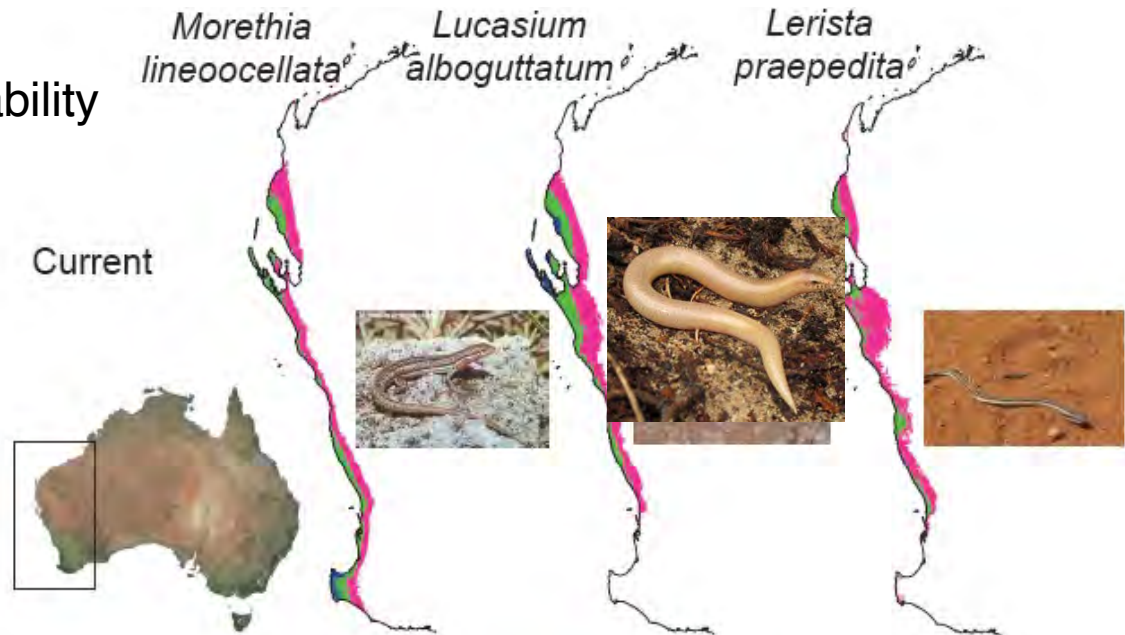 Morethia
lineoocellata
Lucasium
alboguttatum
Lerista
praepedita
ability
Current